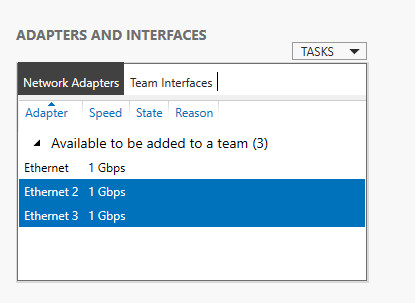 ADAPTERS AND INTERFACES
TASKS
Network Adapters Team Interfaces
Adapter Speed State Reason
Available to be added to a team (3)
Ethernet 1 Gbps
Ethernet 2 1 Gbps
Ethernet 3 1 Gbps